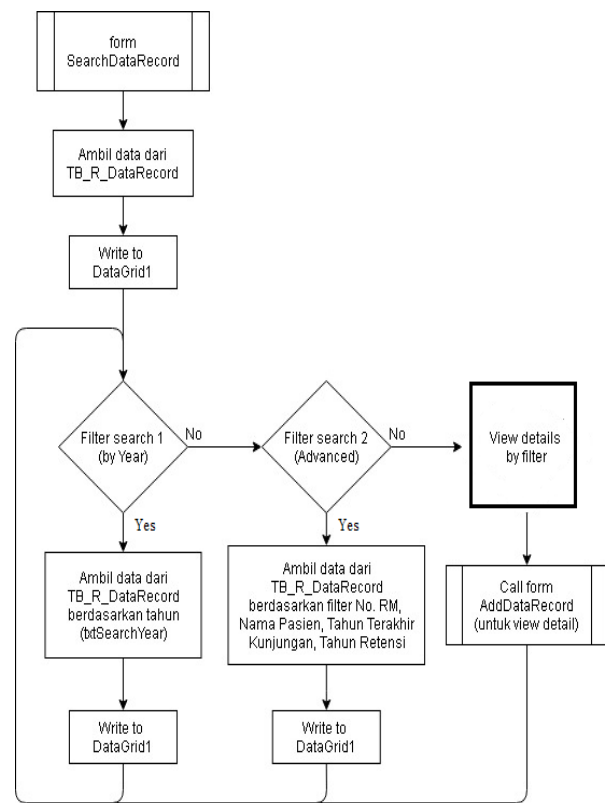 form
SearchDataRecord
Ambil data dari
TB_R_DataRecord
Write to
DataGrid1
Filter search 1
(by Year)
No
Filter search 2
(Advanced)
No
View details
by filter
Yes
Yes
Ambil data dari
TB_R_DataRecord
berdasarkan tahun
(txtSearchYear)
Ambil data dari
TB_R_DataRecord
berdasarkan filter No. RM,
Nama Pasien, Tahun Terakhir
Kunjungan, Tahun Retensi
Call form
AddDataRecord
(untuk view detail)
Write to
DataGrid1
Write to
DataGrid1